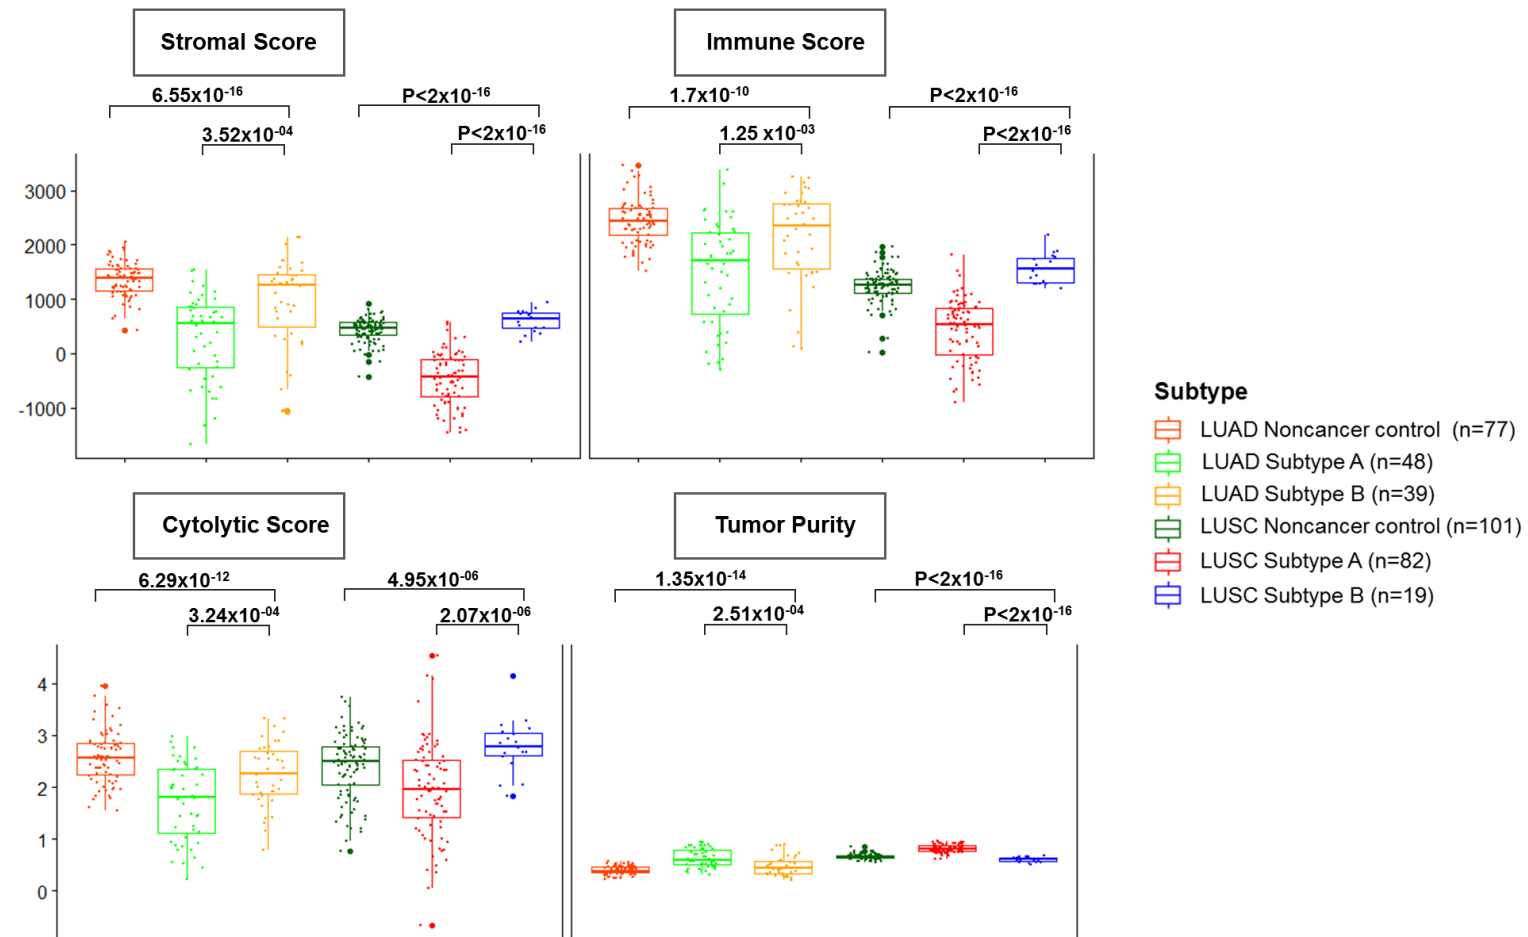 Stromal Score
Immune Score
6.55x10-16
P<2x10-16
1.7x10-10
P<2x10-16
3.52x10-04
P<2x10-16
1.25 x10-03
P<2x10-16
3000
2000
1000
0
-1000
Subtype
LUAD Noncancer control (n=77)
LUAD Subtype A (n=48)
LUAD Subtype B (n=39)
LUSC Noncancer control (n=101)
LUSC Subtype A (n=82)
LUSC Subtype B (n=19)
Cytolytic Score
Tumor Purity
6.29x10-12
4.95x10-06
1.35x10-14
P<2x10-16
3.24x10-04
2.07x10-06
2.51x10-04
P<2x10-16
4
3
2
1
0